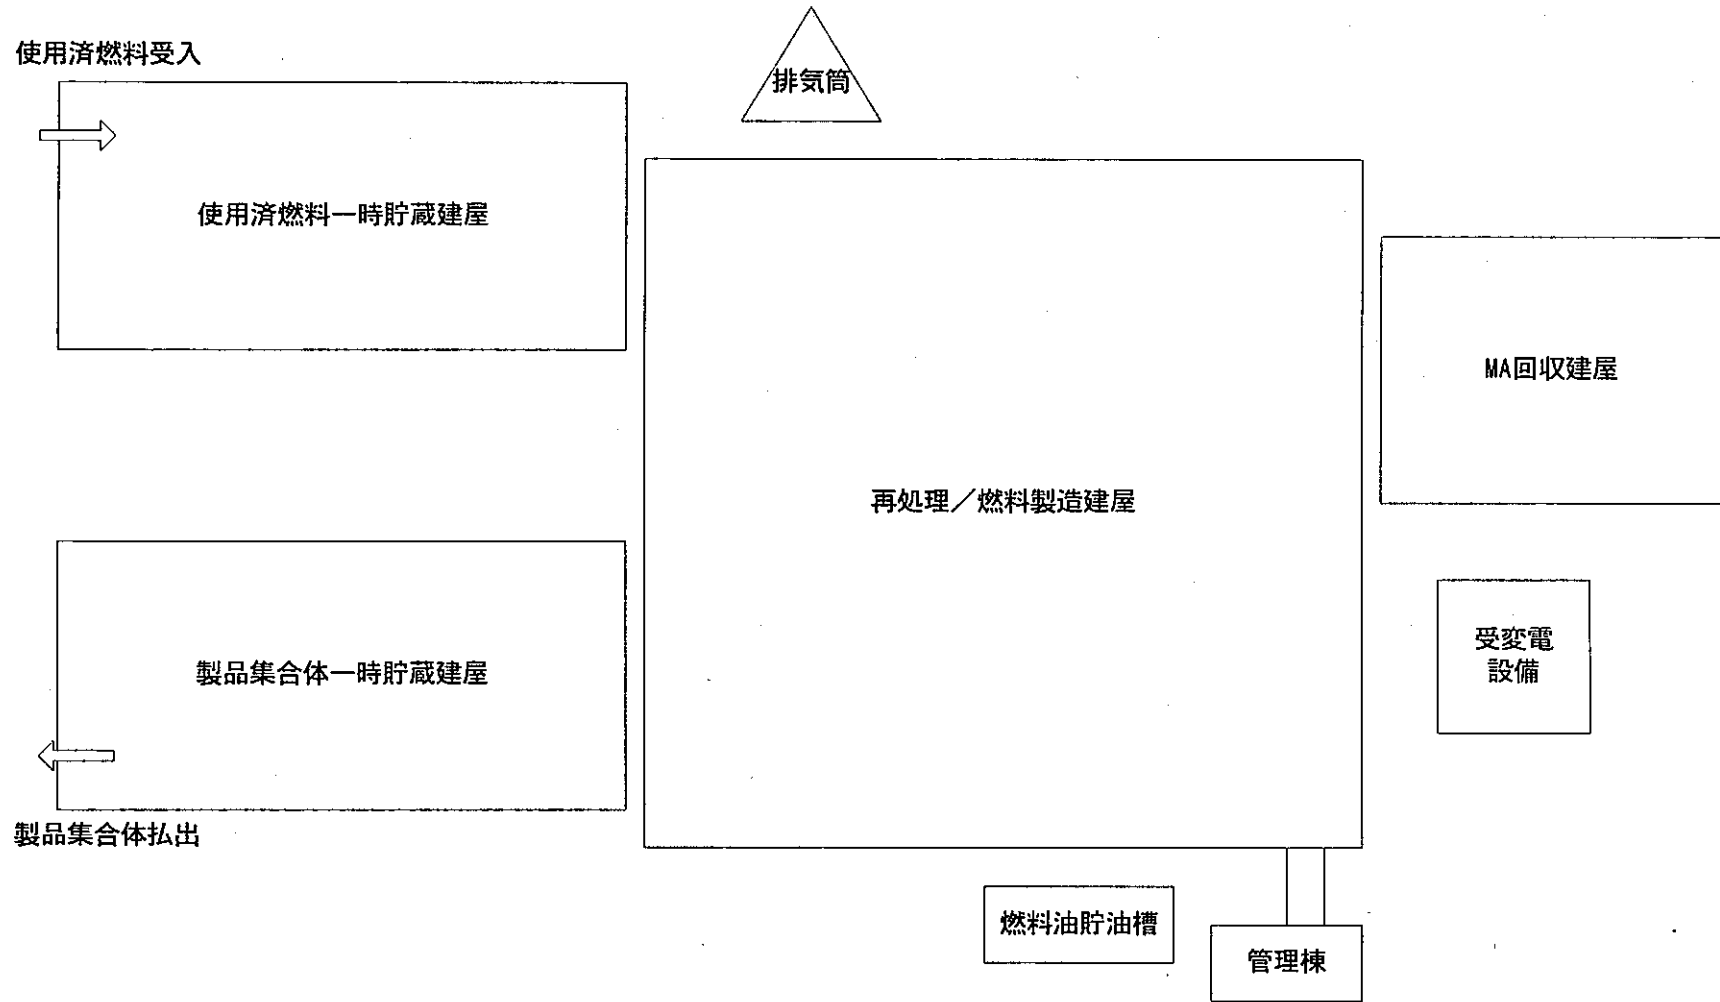 使用済燃料受入
排気筒
使用済燃料一時貯蔵建屋
MA回収建屋
再処理／燃料製造建屋
受変電
設備
製品集合体一時貯蔵建屋
製品集合体払出
燃料油貯油槽
管理棟